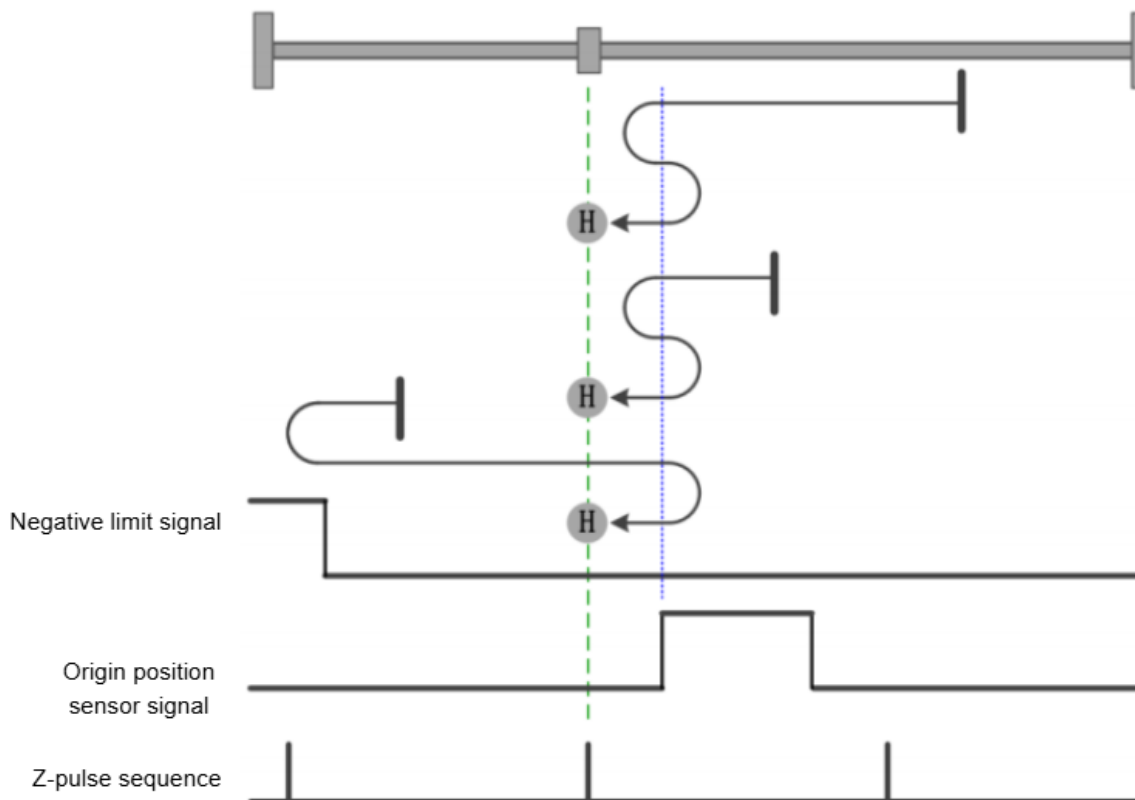 H
H
H
Negative limit signal
Origin position
sensor signal
Z-pulse sequence